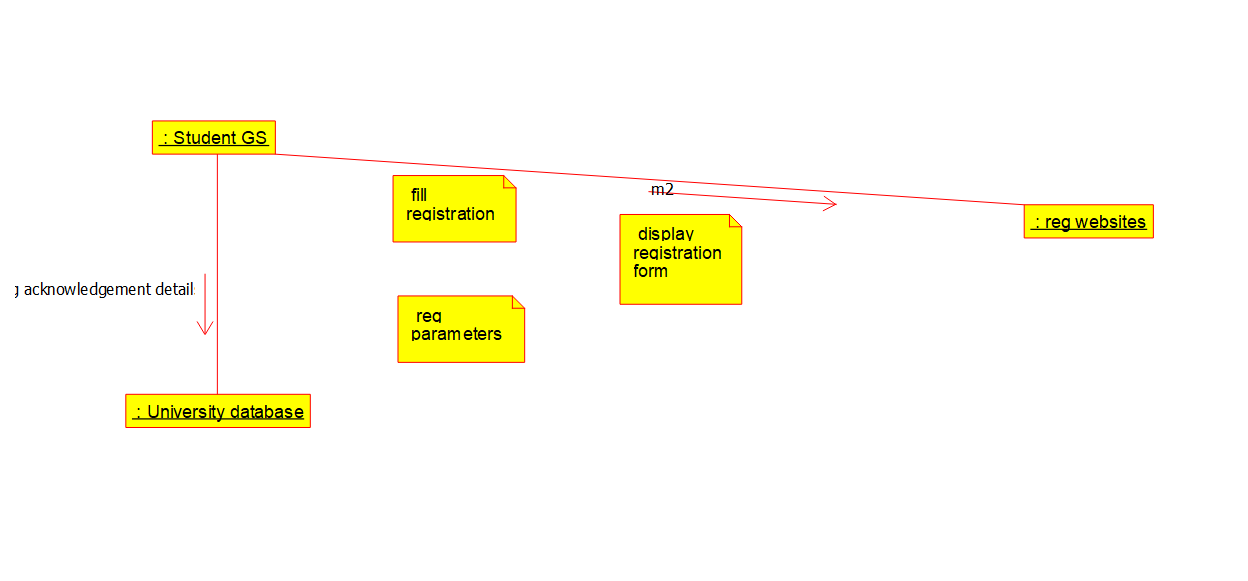 : Student GS
fill
registration
m2
: reg websites
display
registration
form
g acknowledgement detail
reg
parameters
: University database